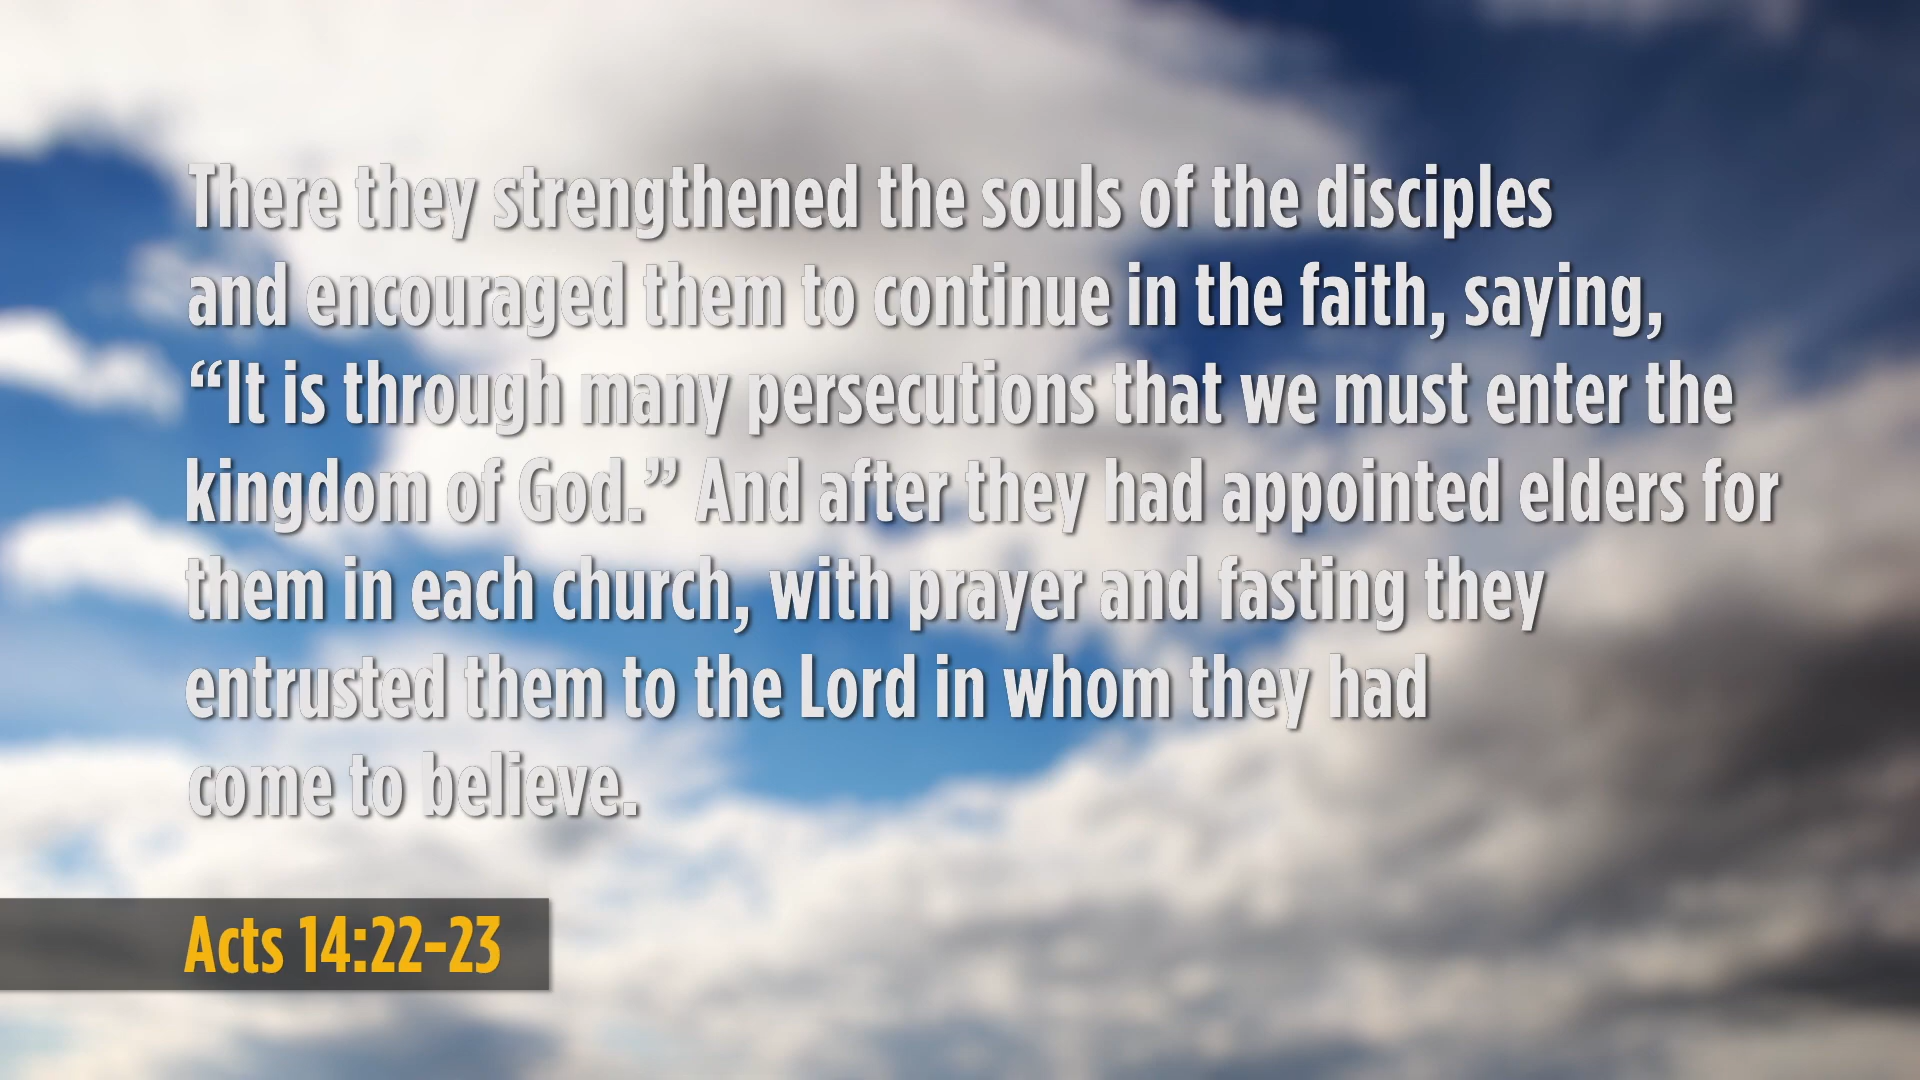 There they strengthened the souls of the disciples
and encouraged them to continue in the faith, saying,
“It is through many persecutions that we must enter the
kingdom of God.” And after they had appointed elders for
them in each church, with prayer and fasting they
entrusted them to the Lord in whom they had
come to believe.
Acts 14:22-23